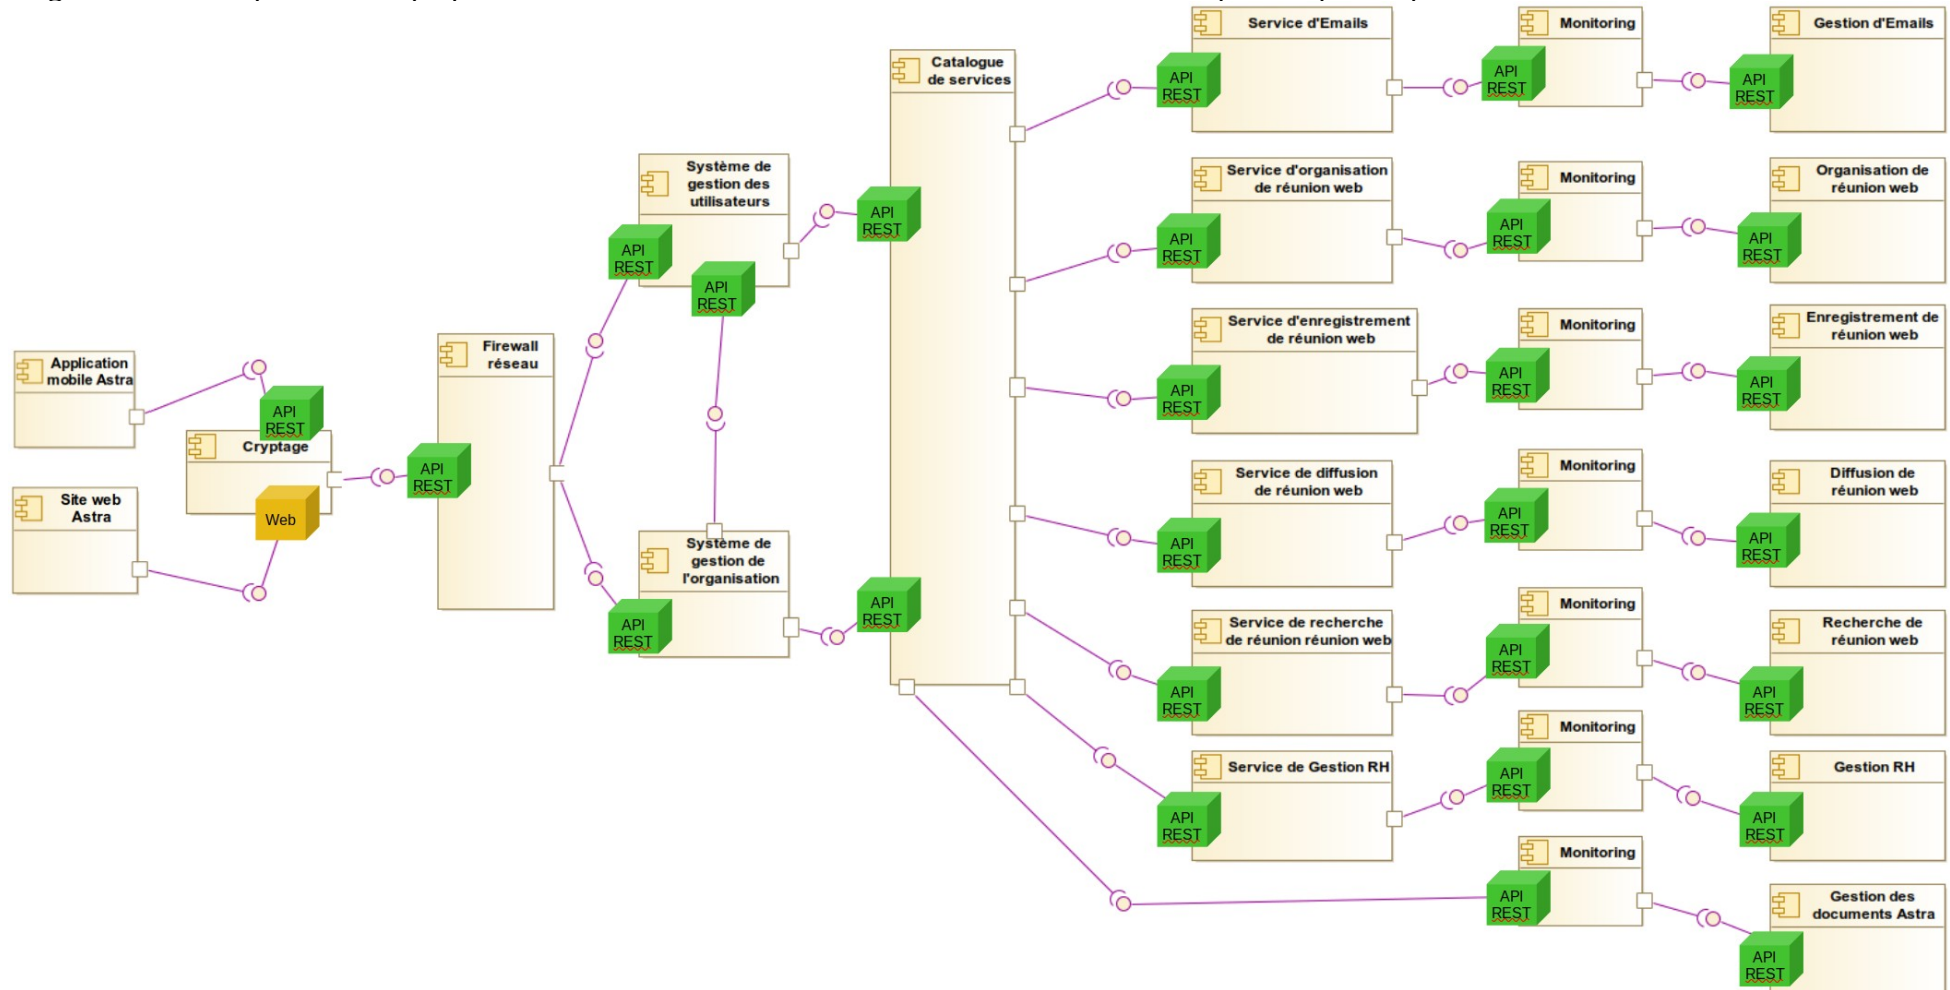 Application
mobile Astra
API
REST
Site web
Astra
Cryptage
Web
API
REST
Firewall
réseau
Système de
gestion des
utilisateurs
API
REST
API
REST
Système de
gestion de
l'organisation
API
REST
Catalogue
de services
API
REST
API
REST
Service d'Emails
API
REST
Monitoring
API
REST
Gestion d'Emails
API
REST
Service d'organisation
de réunion web
API
REST
Monitoring
API
REST
Organisation de
réunion web
API
REST
Service d'enregistrement
de réunion web
API
REST
Monitoring
API
REST
Enregistrement de
réunion web
API
REST
Service de diffusion
de réunion web
API
REST
Monitoring
API
REST
Diffusion de
réunion web
API
REST
Service de recherche
de réunion réunion web
API
REST
Monitoring
API
REST
Recherche de
réunion web
API
REST
Service de Gestion RH
API
REST
Monitoring
API
REST
Gestion RH
API
REST
Monitoring
API
REST
Gestion des
documents Astra
API
REST